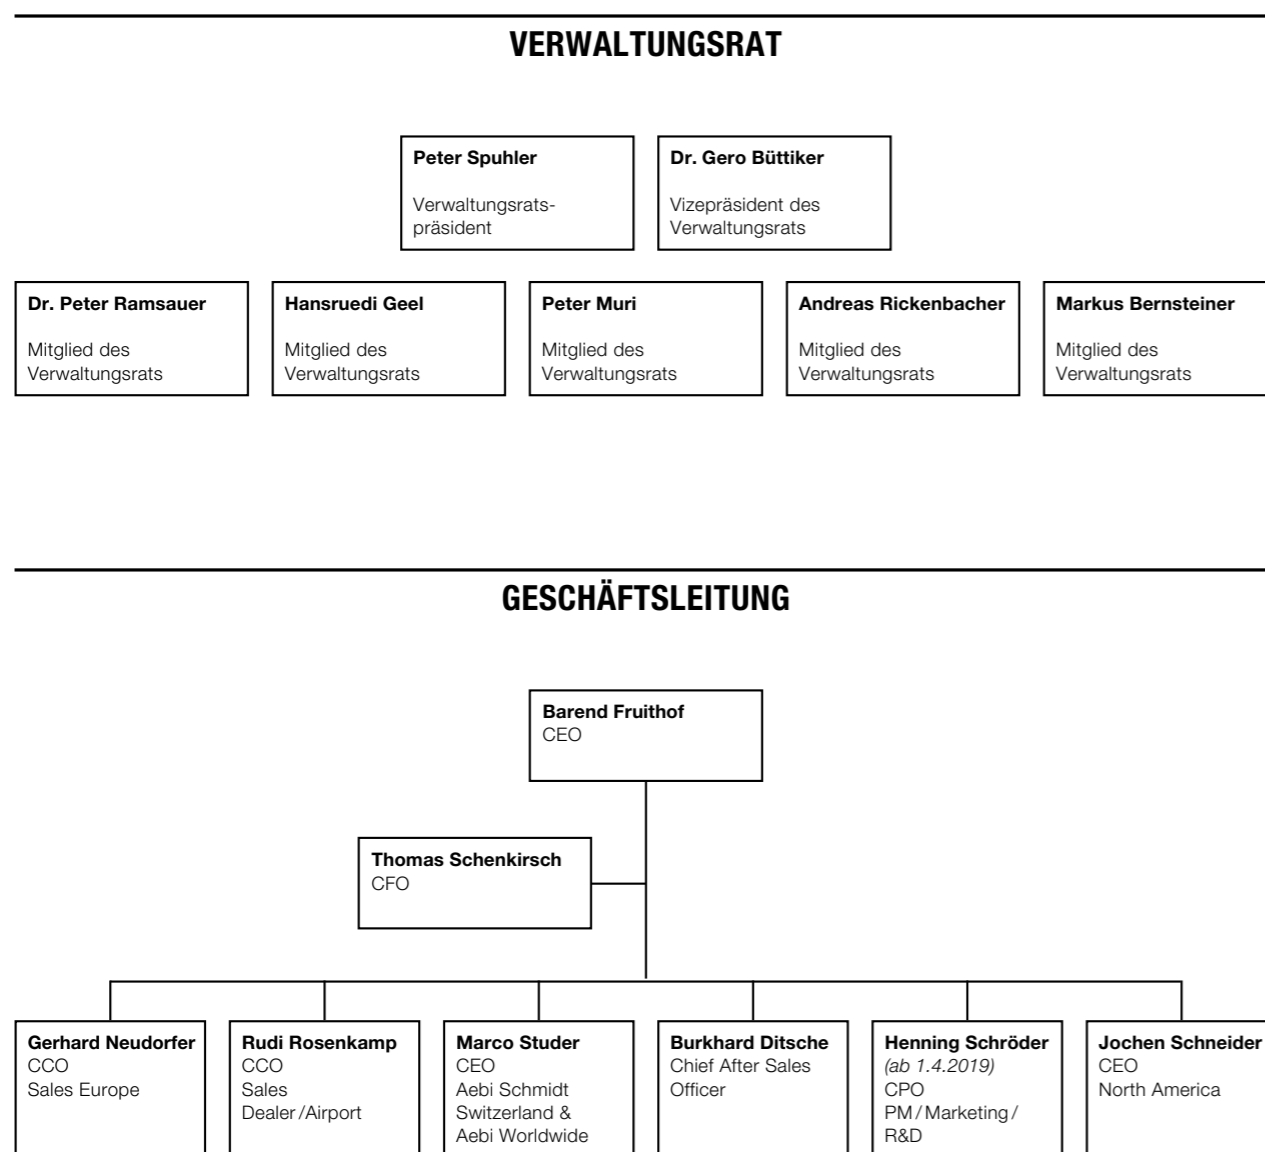 VERWALTUNGSRAT
Peter Spuhler
Verwaltungsrats-
präsident
Dr. Gero Büttiker
Vizepräsident des
Verwaltungsrats
Dr. Peter Ramsauer
Mitglied des
Verwaltungsrats
Hansruedi Geel
Mitglied des
Verwaltungsrats
Peter Muri
Mitglied des
Verwaltungsrats
Andreas Rickenbacher
Mitglied des
Verwaltungsrats
Markus Bernsteiner
Mitglied des
Verwaltungsrats
GESCHÄFTSLEITUNG
Barend Fruithof
CEO
Thomas Schenkirsch
CFO
Gerhard Neudorfer
CCO
Sales Europe
Rudi Rosenkamp
CCO
Sales
Dealer/Airport
Marco Studer
CEO
Aebi Schmidt
Switzerland &
Aebi Worldwide
Burkhard Ditsche
Chief After Sales
Officer
Henning Schröder
(ab 1.4.2019)
CPO
PM/Marketing/
R&D
Jochen Schneider
CEO
North America